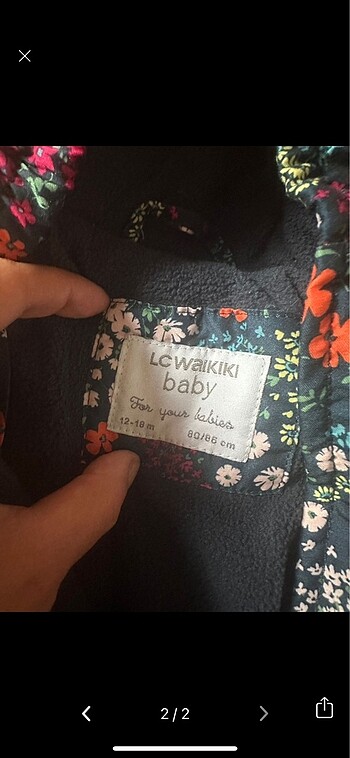 LC WAIKIKI
baby
For your babies
12-18 m 80/86 cm
2/2